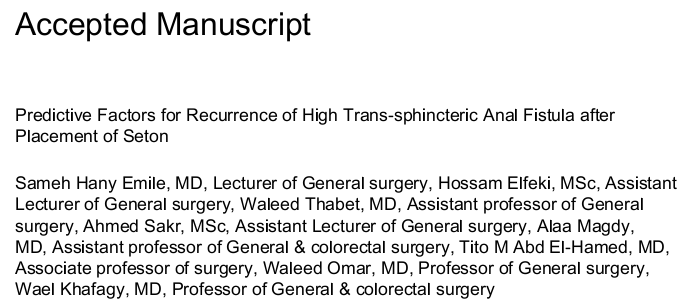 Accepted Manuscript
Predictive Factors for Recurrence of High Trans-sphincteric Anal Fistula after
Placement of Seton
Sameh Hany Emile, MD, Lecturer of General surgery, Hossam Elfeki, MSc, Assistant
Lecturer of General surgery, Waleed Thabet, MD, Assistant professor of General
surgery, Ahmed Sakr, MSc, Assistant Lecturer of General surgery, Alaa Magdy,
MD, Assistant professor of General & colorectal surgery, Tito M Abd El-Hamed, MD,
Associate professor of surgery, Waleed Omar, MD, Professor of General surgery,
Wael Khafagy, MD, Professor of General & colorectal surgery